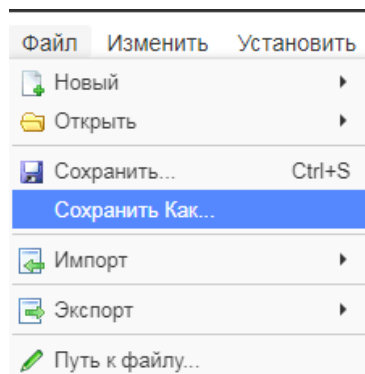 Файл Изменить Установить
Новый
Открыть
Сохранить... Ctrl+S
Сохранить Как...
Импорт
Экспорт
Путь к файлу...